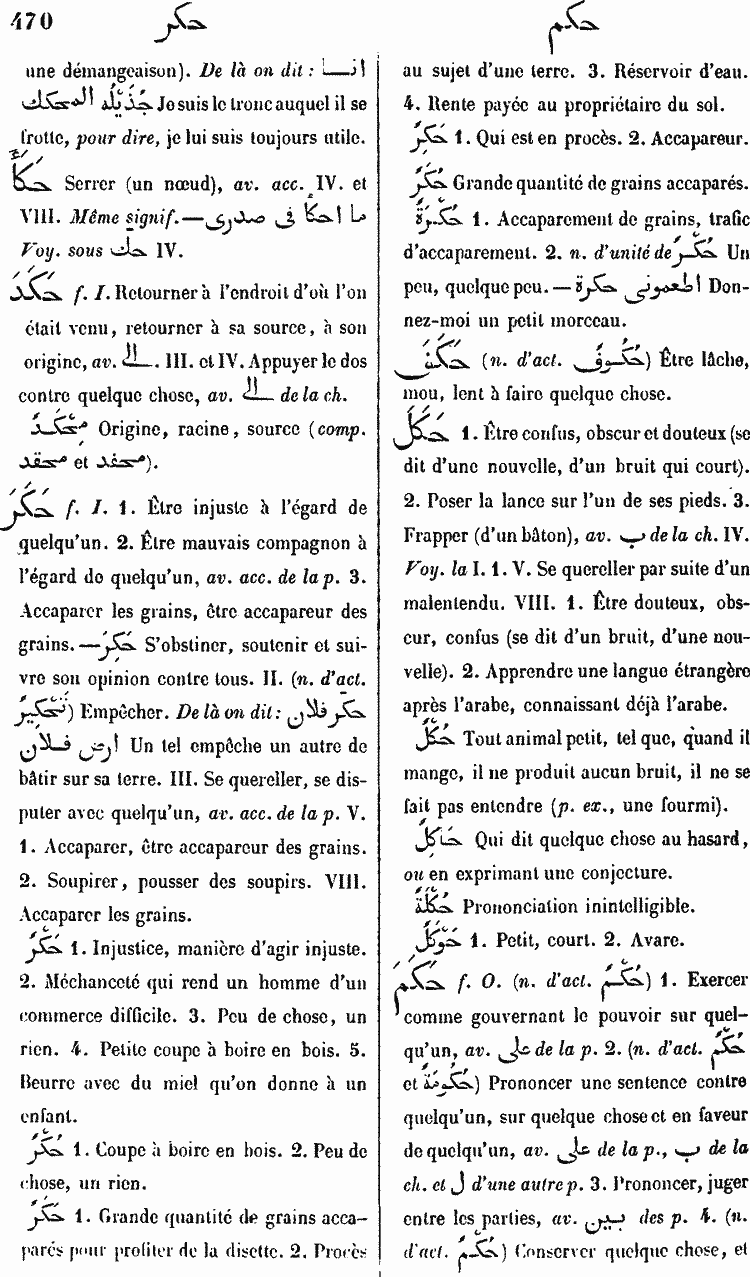 470
حكر
حكم
une démangeaison). De là on dit : انا
جُذَيْلها المحكك Je suis le tronc auquel il se
frotte, pour dire, je lui suis toujours utile.
حَكَأَ Serrer (un nœud), av. acc. IV. et
VIII. Même signif.— ما احكأ فى صدرى
Voy. sous حك IV.
حَكَدَ f. I. Retourner à l'endroit d'où l'on
était venu, retourner à sa source, à son
origine, av. الى. III. et IV. Appuyer le dos
contre quelque chose, av. الى de la ch.
مَحْكَدٌ Origine, racine, source (comp.
محقد et محفد).
حَكَرَ f. I. 1. Être injuste à l'égard de
quelqu'un. 2. Être mauvais compagnon à
l'égard de quelqu'un, av. acc. de la p. 3.
Accaparer les grains, être accapareur des
grains.— حَكِرَ S'obstiner, soutenir et sui-
vre son opinion contre tous. II. (n. d'act.
تَحْكِيرٌ) Empêcher. De là on dit : حكّر فلان
ارض فلان Un tel empêche un autre de
bâtir sur sa terre. III. Se quereller, se dis-
puter avec quelqu'un, av. acc. de la p. V.
1. Accaparer, être accapareur des grains.
2. Soupirer, pousser des soupirs. VIII.
Accaparer les grains.
حَكْرٌ 1. Injustice, manière d'agir injuste.
2. Méchanceté qui rend un homme d'un
commerce difficile. 3. Peu de chose, un
rien. 4. Petite coupe à boire en bois. 5.
Beurre avec du miel qu'on donne à un
enfant.
حُكْرٌ 1. Coupe à boire en bois. 2. Peu de
chose, un rien.
حَكَرٌ 1. Grande quantité de grains acca-
parés pour profiter de la disette. 2. Procès
au sujet d'une terre. 3. Réservoir d'eau.
4. Rente payée au propriétaire du sol.
حَكِرٌ 1. Qui est en procès. 2. Accapareur.
حُكَرٌ Grande quantité de grains accaparés.
حُكْرَةٌ 1. Accaparement de grains, trafic
d'accaparement. 2. n. d'unité de حُكْر Un
peu, quelque peu.— اطعمونى حكرة Don-
nez-moi un petit morceau.
حَكَفَ (n. d'act. حُكُوفٌ) Être lâche,
mou, lent à faire quelque chose.
حَكَلَ 1. Être confus, obscur et douteux (se
dit d'une nouvelle, d'un bruit qui court).
2. Poser la lance sur l'un de ses pieds. 3.
Frapper (d'un bâton), av. ب de la ch. IV.
Voy. la I. 1. V. Se quereller par suite d'un
malentendu. VIII. 1. Être douteux, obs-
cur, confus (se dit d'un bruit, d'une nou-
velle). 2. Apprendre une langue étrangère
après l'arabe, connaissant déjà l'arabe.
حُكْلٌ Tout animal petit, tel que, quand il
mange, il ne produit aucun bruit, il ne se
fait pas entendre (p. ex., une fourmi).
حَاكِلٌ Qui dit quelque chose au hasard,
ou en exprimant une conjecture.
حُكْلَةٌ Prononciation inintelligible.
حَوْكَلٌ 1. Petit, court. 2. Avare.
حَكَمَ f. O. (n. d'act. حُكْمٌ) 1. Exercer
comme gouvernant le pouvoir sur quel-
qu'un, av. على de la p. 2. (n. d'act. حُكْمٌ
et حُكُومَةٌ) Prononcer une sentence contre
quelqu'un, sur quelque chose et en faveur
de quelqu'un, av. على de la p., ب de la
ch. et ل d'une autre p. 3. Prononcer, juger
entre les parties, av. بين des p. 4. (n.
d'act. حُكْمٌ) Conserver quelque chose, et